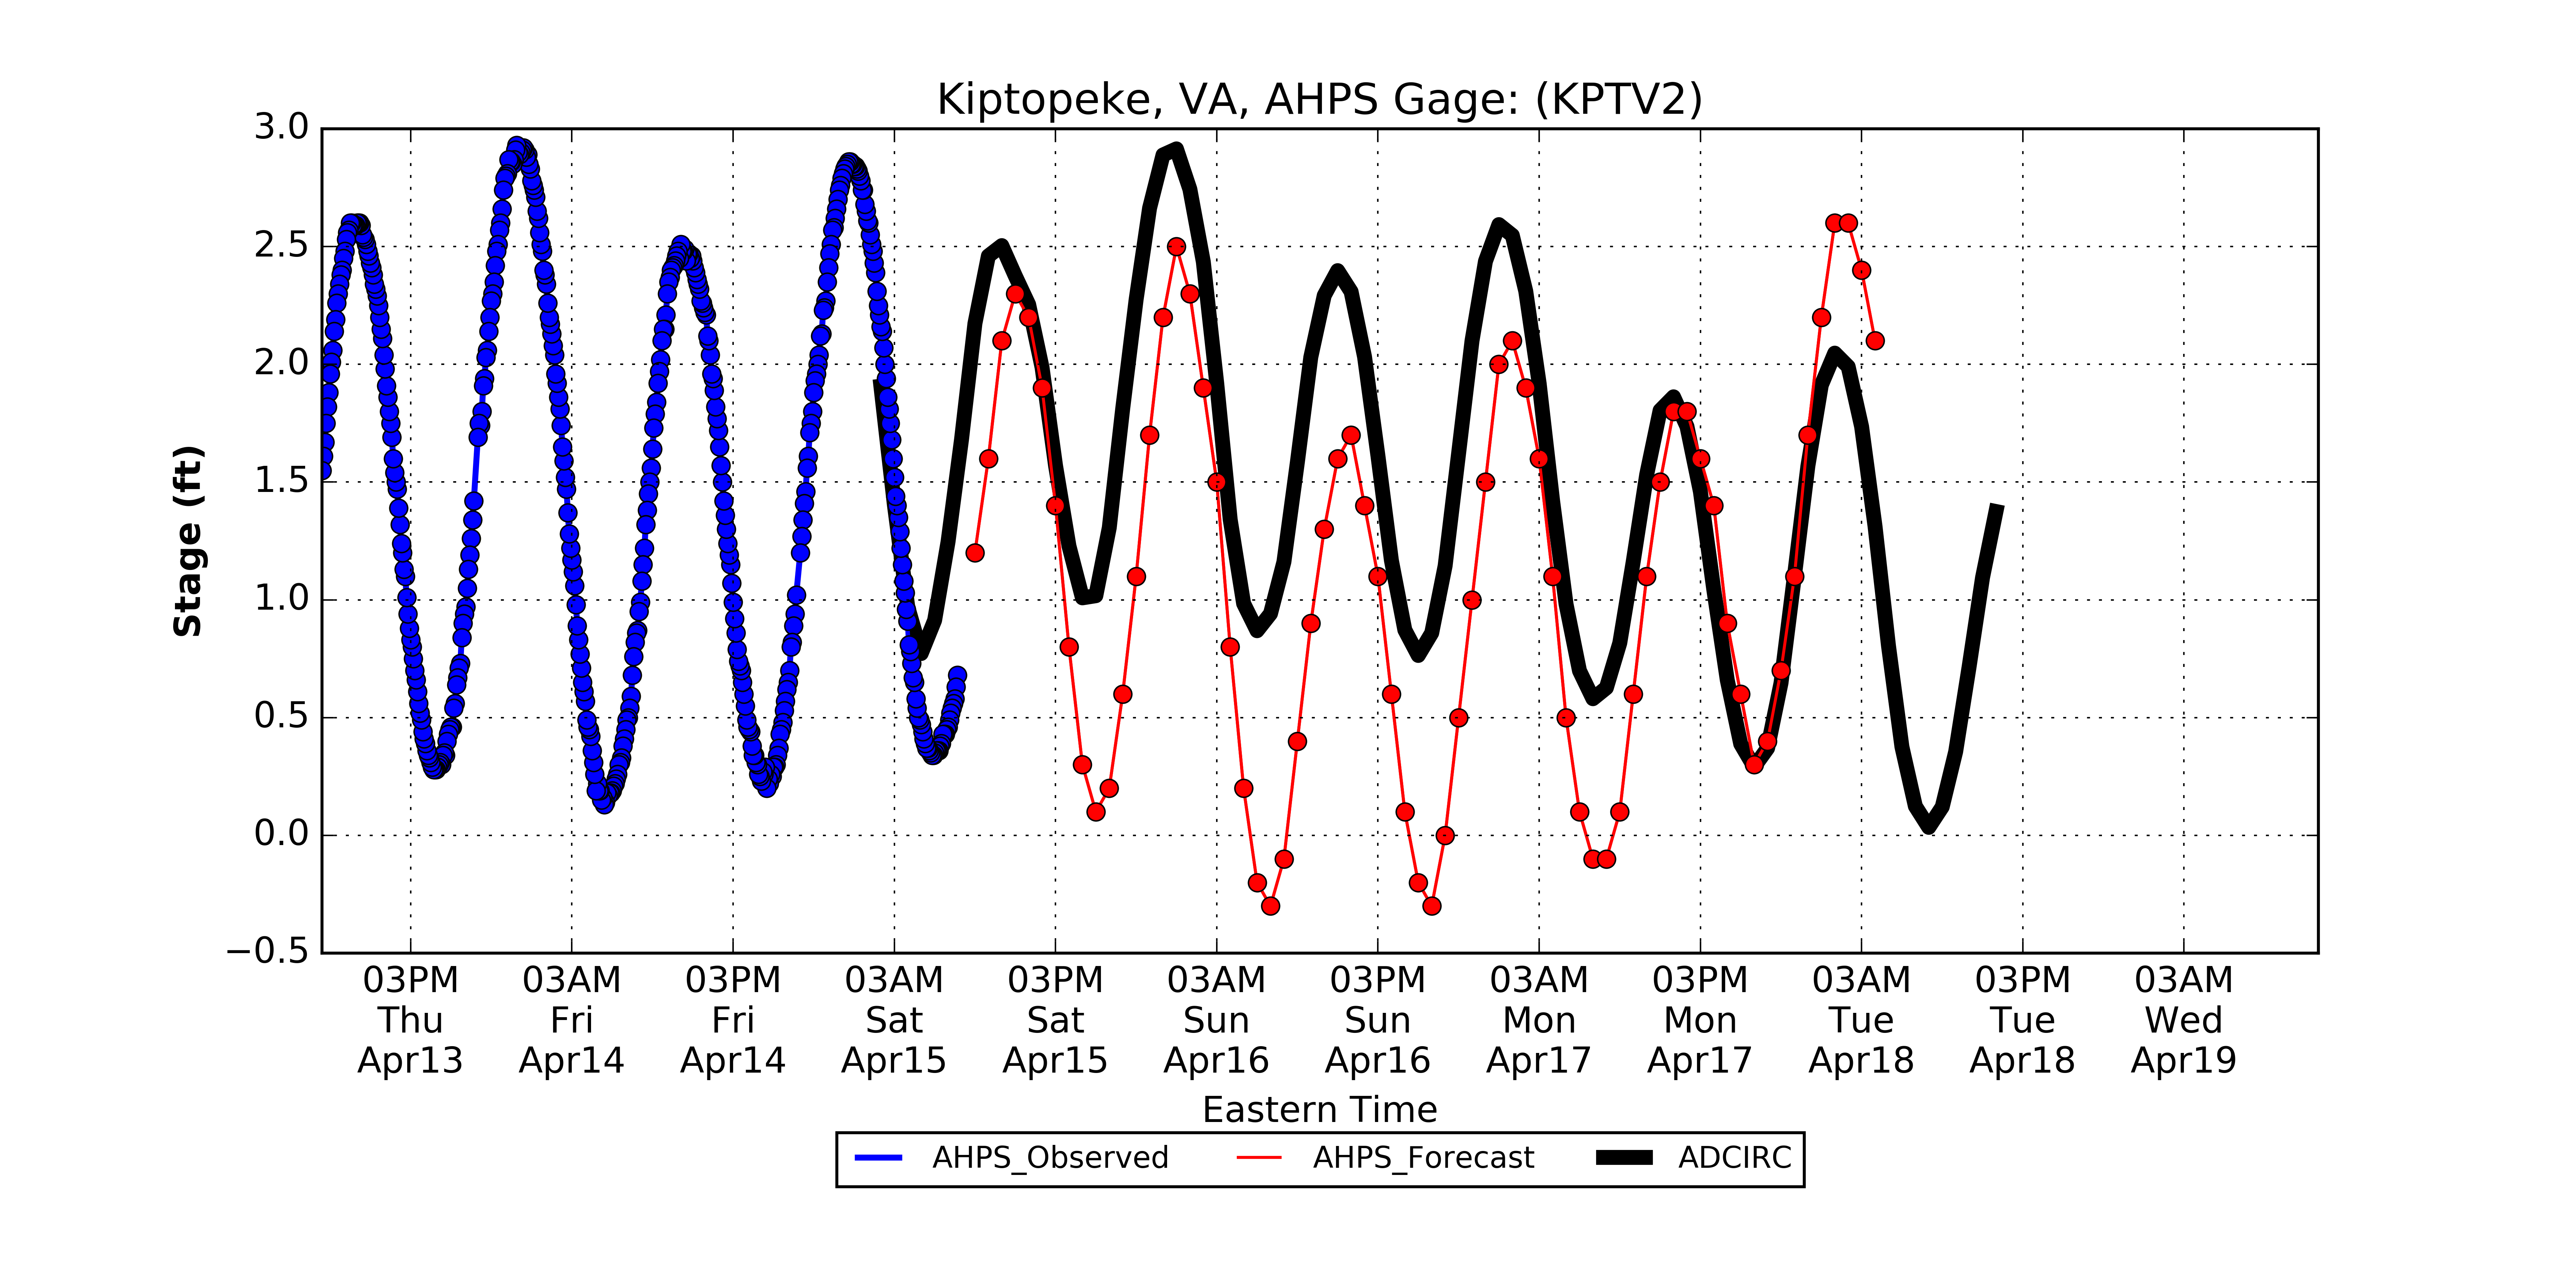 Kiptopeke, VA, AHPS Gage: (KPTV2)
3.0
2.5
2.0
1.5
1.0
0.5
0.0
−0.5
Stage (ft)
03PM 03AM 03PM 03AM 03PM 03AM 03PM 03AM 03PM 03AM 03PM 03AM
Thu Fri Fri Sat Sat Sun Sun Mon Mon Tue Tue Wed
Apr13 Apr14 Apr14 Apr15 Apr15 Apr16 Apr16 Apr17 Apr17 Apr18 Apr18 Apr19
Eastern Time
AHPS_Observed AHPS_Forecast ADCIRC